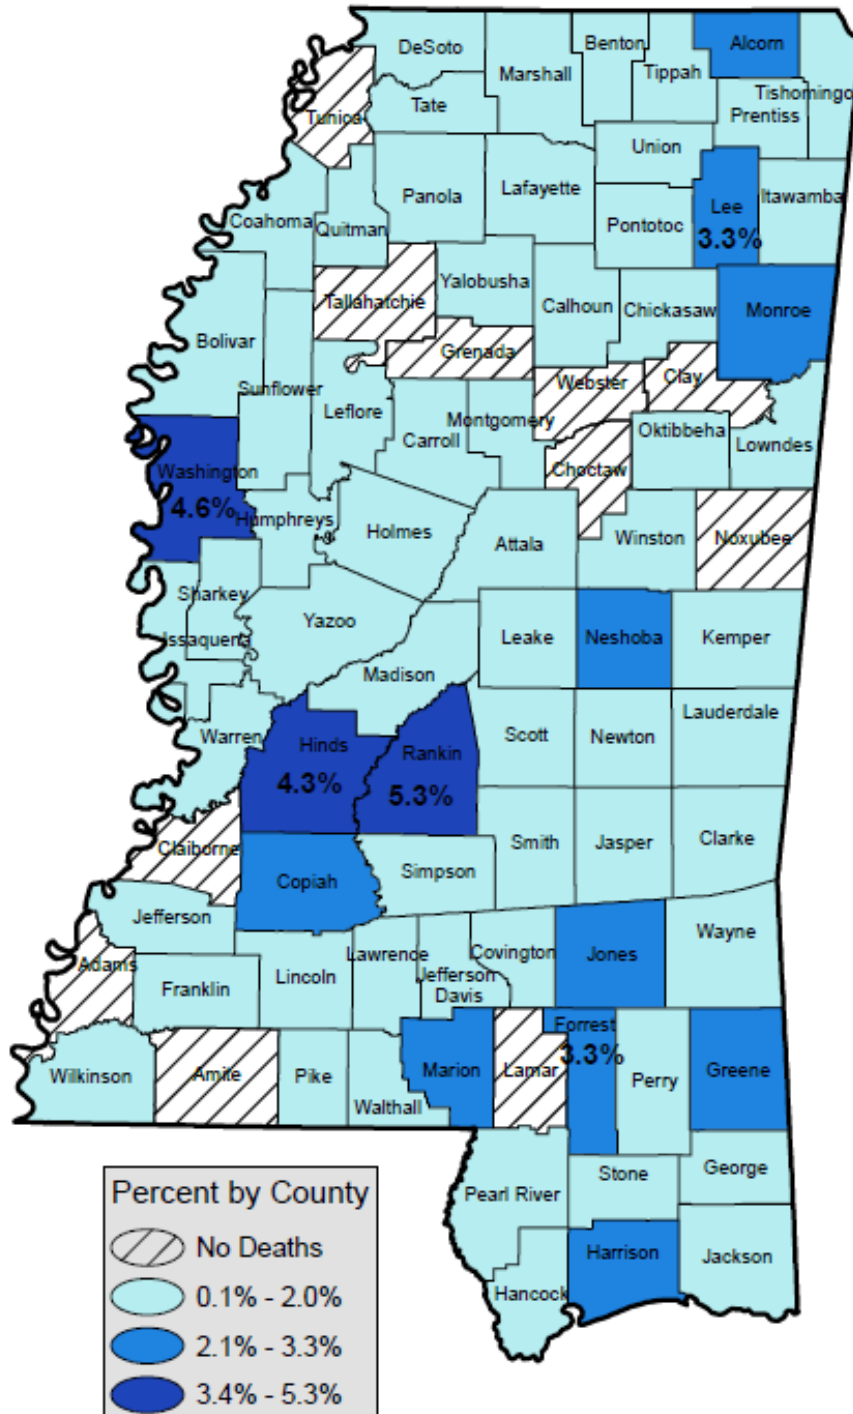 DeSoto
Benton
Alcorn
Marshall
Tippah
Tishomingo
Tunica
Tate
Prentiss
Union
Panola
Lafayette
Itawamba
Lee
3.3%
Coahoma
Quitman
Pontotoc
Yalobusha
Tallahatchie
Calhoun
Chickasaw
Monroe
Bolivar
Grenada
Webster
Clay
Sunflower
Leflore
Montgomery
Carroll
Oktibbeha
Lowndes
Washington
4.6%
Choctaw
Humphreys
Holmes
Attala
Winston
Noxubee
Sharkey
Issaquena
Yazoo
Leake
Neshoba
Kemper
Madison
Lauderdale
Warren
Hinds
4.3%
Rankin
5.3%
Scott
Newton
Claiborne
Smith
Jasper
Clarke
Copiah
Simpson
Jefferson
Wayne
Lawrence
Covington
Jones
Adams
Franklin
Lincoln
Jefferson
Davis
Forrest
3.3%
Wilkinson
Amite
Pike
Marion
Lamar
Perry
Greene
Walthall
Pearl River
Stone
George
Harrison
Jackson
Hancock
Percent by County
No Deaths
0.1% - 2.0%
2.1% - 3.3%
3.4% - 5.3%